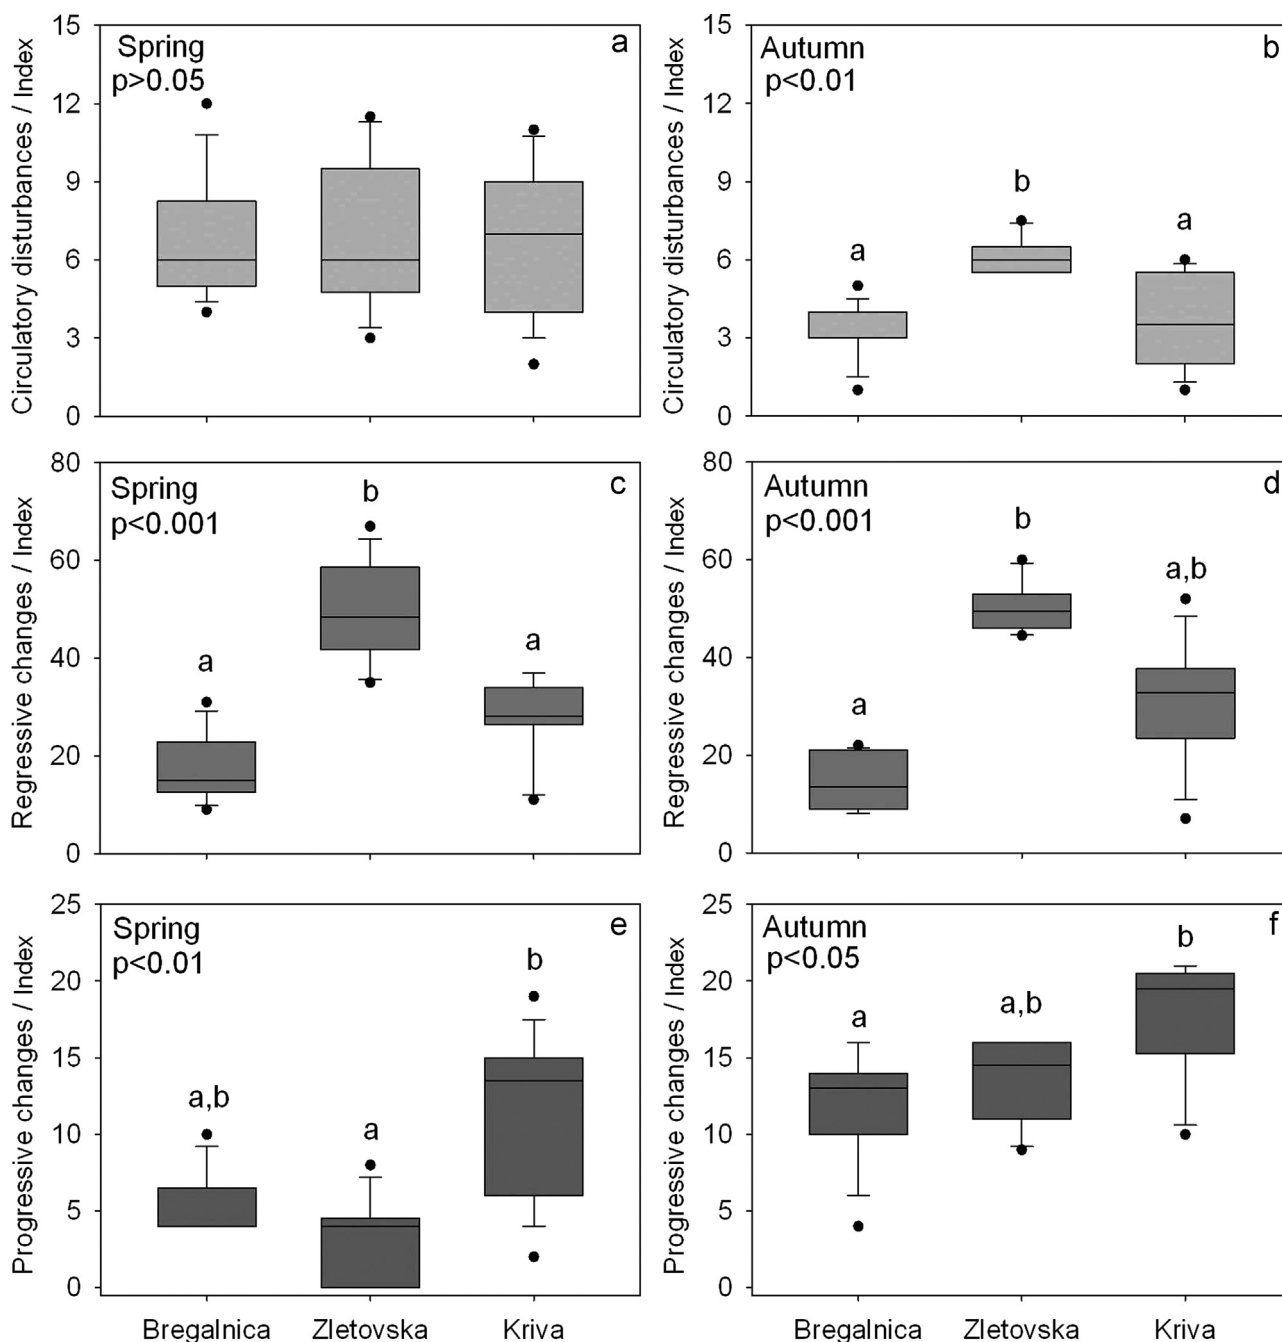 Circulatory disturbances / Index
15
12
9
6
3
0
Spring
p>0.05
a
Circulatory disturbances / Index
15
12
9
6
3
0
Autumn
p<0.01
b
a
b
a
Regressive changes / Index
80
60
40
20
0
Spring
p<0.001
c
a
b
a
Regressive changes / Index
80
60
40
20
0
Autumn
p<0.001
d
a
b
a,b
Progressive changes / Index
25
20
15
10
5
0
Spring
p<0.01
e
a,b
a
b
Bregalnica Zletovska Kriva
Progressive changes / Index
25
20
15
10
5
0
Autumn
p<0.05
f
a
a,b
b
Bregalnica Zletovska Kriva